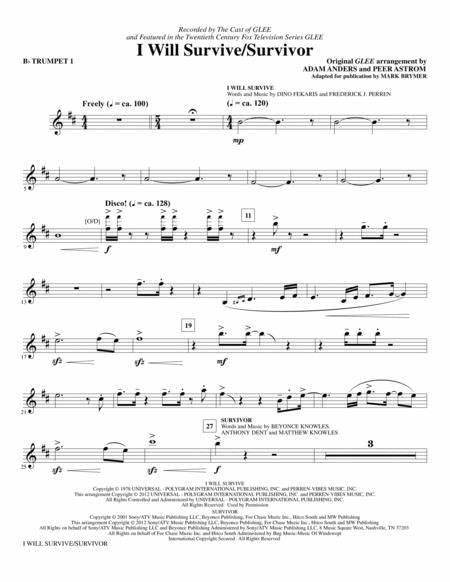 Recorded by The Cast of GLEE
and Featured in the Twentieth Century Fox Television Series GLEE
I Will Survive/Survivor
B♭ TRUMPET 1
Original GLEE arrangement by
ADAM ANDERS and PEER ASTROM
Adapted for publication by MARK BRYMER
I WILL SURVIVE
Words and Music by DINO FEKARIS and FREDERICK J. PERREN
Freely (♩ = ca. 100)
(♩ = ca. 120)
4 4
5 4
4 4
mp
5
Disco! (♩ = ca. 128)
[O/D]
11
9
f
mf
13
19
17
sfz
sfz
mf
21
27
SURVIVOR
Words and Music by BEYONCE KNOWLES,
ANTHONY DENT and MATTHEW KNOWLES
3
25
sfz
sfz
I WILL SURVIVE
Copyright © 1978 UNIVERSAL - POLYGRAM INTERNATIONAL PUBLISHING, INC. and PERREN-VIBES MUSIC, INC.
This arrangement Copyright © 2012 UNIVERSAL - POLYGRAM INTERNATIONAL PUBLISHING, INC. and PERREN-VIBES MUSIC, INC.
All Rights Controlled and Administered by UNIVERSAL - POLYGRAM INTERNATIONAL PUBLISHING, INC.
All Rights Reserved. Used by Permission
SURVIVOR
Copyright © 2001 Sony/ATV Music Publishing LLC, Beyonce Publishing, For Chase Music Inc., Hitco South and MW Publishing
This arrangement Copyright © 2012 Sony/ATV Music Publishing LLC, Beyonce Publishing, For Chase Music Inc., Hitco South and MW Publishing
All Rights on behalf of Sony/ATV Music Publishing LLC and Beyonce Publishing Administered by Sony/ATV Music Publishing LLC, 8 Music Square West, Nashville, TN 37203
All Rights on behalf of For Chase Music Inc. and Hitco South Administered by Bug Music-Music Of Windswept
International Copyright Secured All Rights Reserved
I WILL SURVIVE/SURVIVOR